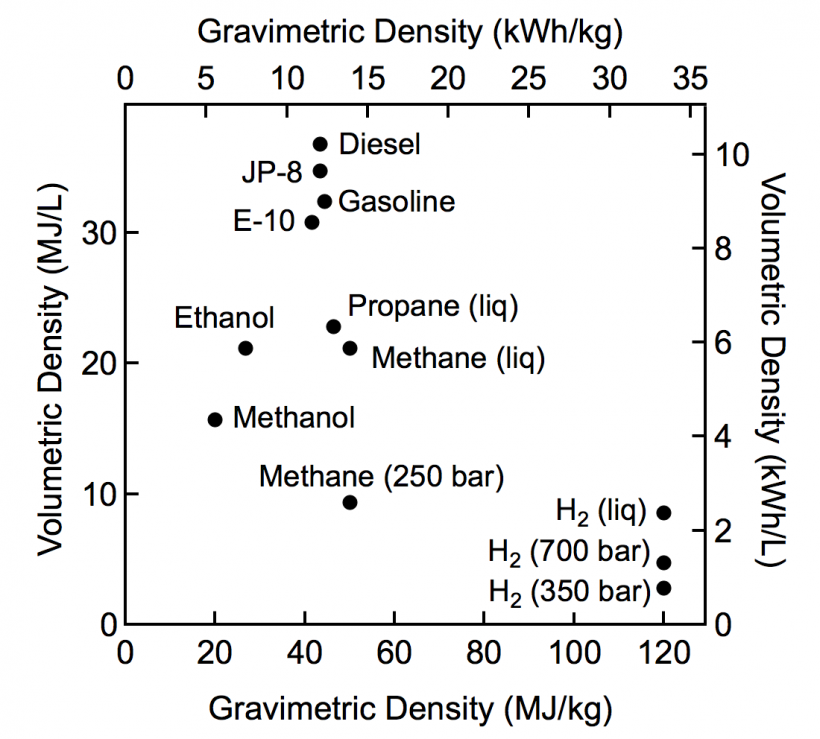 Gravimetric Density (kWh/kg)
0 5 10 15 20 25 30 35
Diesel
JP-8
Gasoline
E-10
Propane (liq)
Ethanol
Methane (liq)
Methanol
Methane (250 bar)
H₂ (liq)
H₂ (700 bar)
H₂ (350 bar)
Volumetric Density (MJ/L)
30
20
10
0
Volumetric Density (kWh/L)
10
8
6
4
2
0
0 20 40 60 80 100 120
Gravimetric Density (MJ/kg)